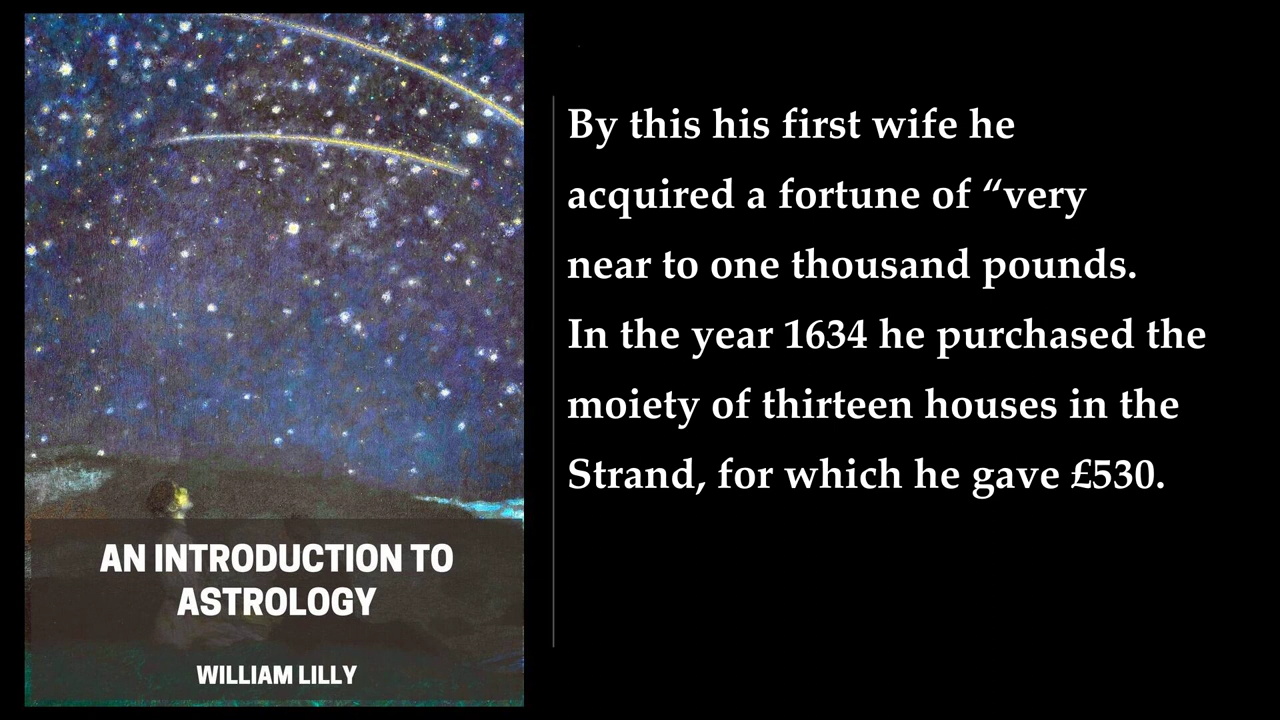 By this his first wife he
acquired a fortune of “very
near to one thousand pounds.
In the year 1634 he purchased the
moiety of thirteen houses in the
Strand, for which he gave £530.
AN INTRODUCTION TO
ASTROLOGY
WILLIAM LILLY